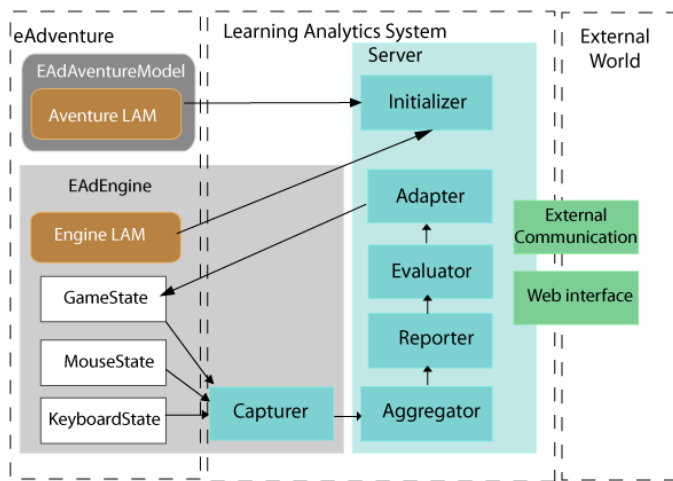 eAdventure
Learning Analytics System
External
World
EAdAventureModel
Aventure LAM
Server
Initializer
EAdEngine
Engine LAM
Adapter
External
Communication
GameState
Evaluator
Web interface
MouseState
Reporter
KeyboardState
Capturer
Aggregator